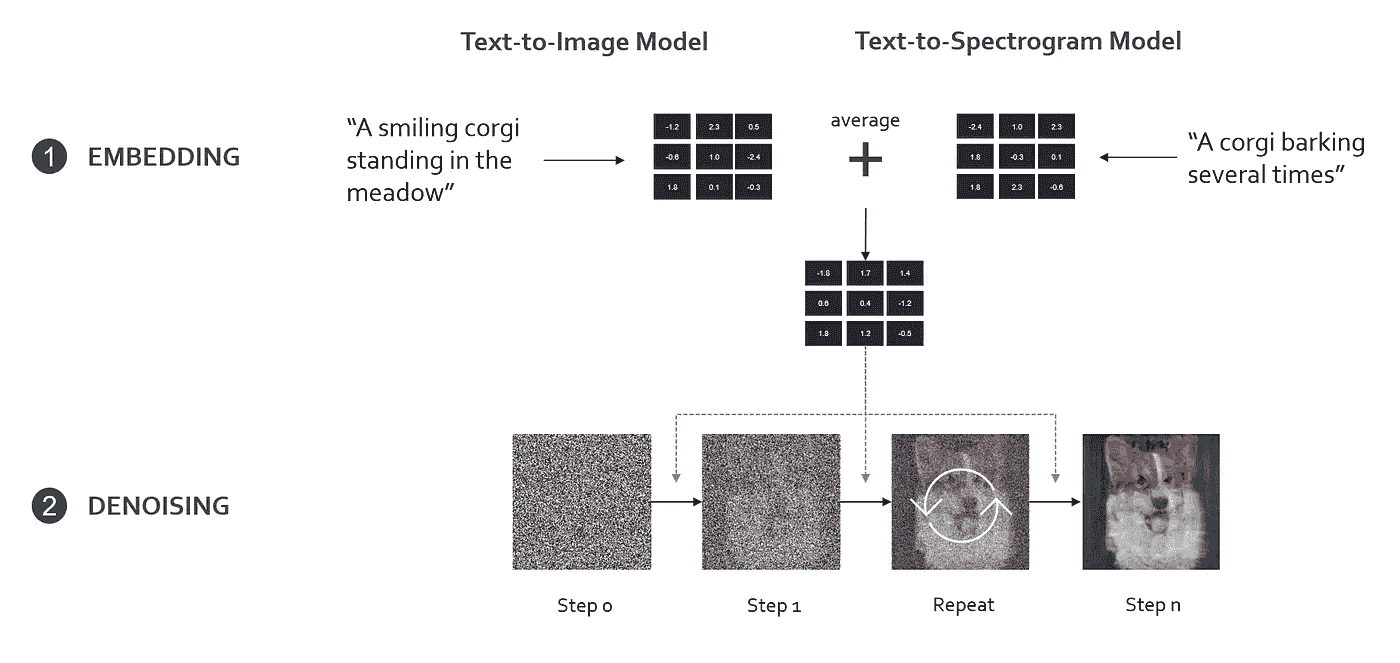 Text-to-Image Model
Text-to-Spectrogram Model
1 EMBEDDING
“A smiling corgi
standing in the
meadow”
-1.2 2.3 0.5
-0.6 1.0 -2.4
1.8 0.1 -0.3
average
+
-2.4 1.0 2.3
1.8 -0.3 0.1
1.8 2.3 -0.6
“A corgi barking
several times”
-1.8 1.7 1.4
0.6 0.4 -1.2
1.8 1.2 -0.5
2 DENOISING
Step 0
Step 1
Repeat
Step n